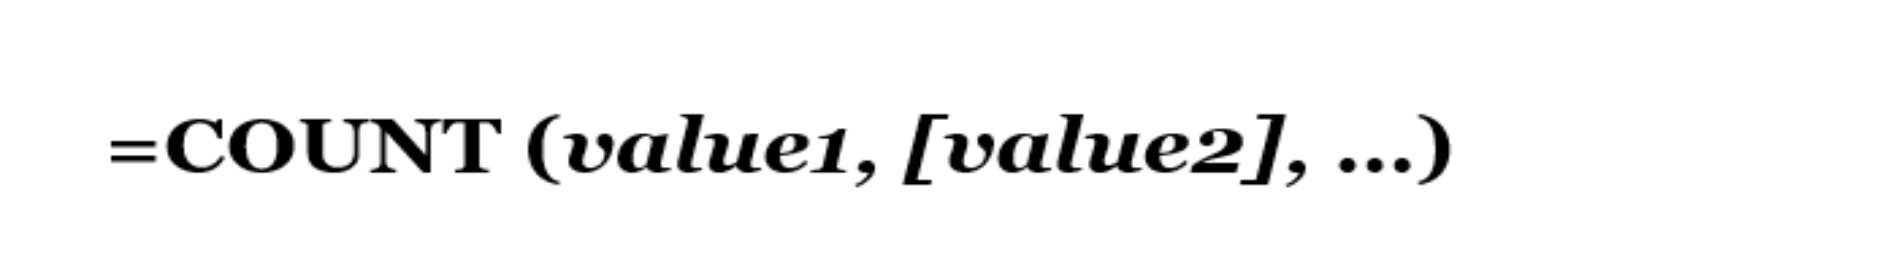 =COUNT (value1, [value2], ...)